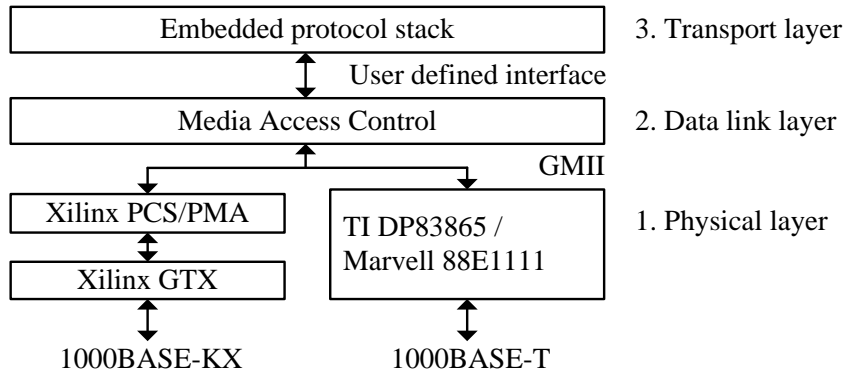 Embedded protocol stack
3. Transport layer
User defined interface
Media Access Control
2. Data link layer
GMII
Xilinx PCS/PMA
TI DP83865 /
Marvell 88E1111
1. Physical layer
Xilinx GTX
1000BASE-KX
1000BASE-T